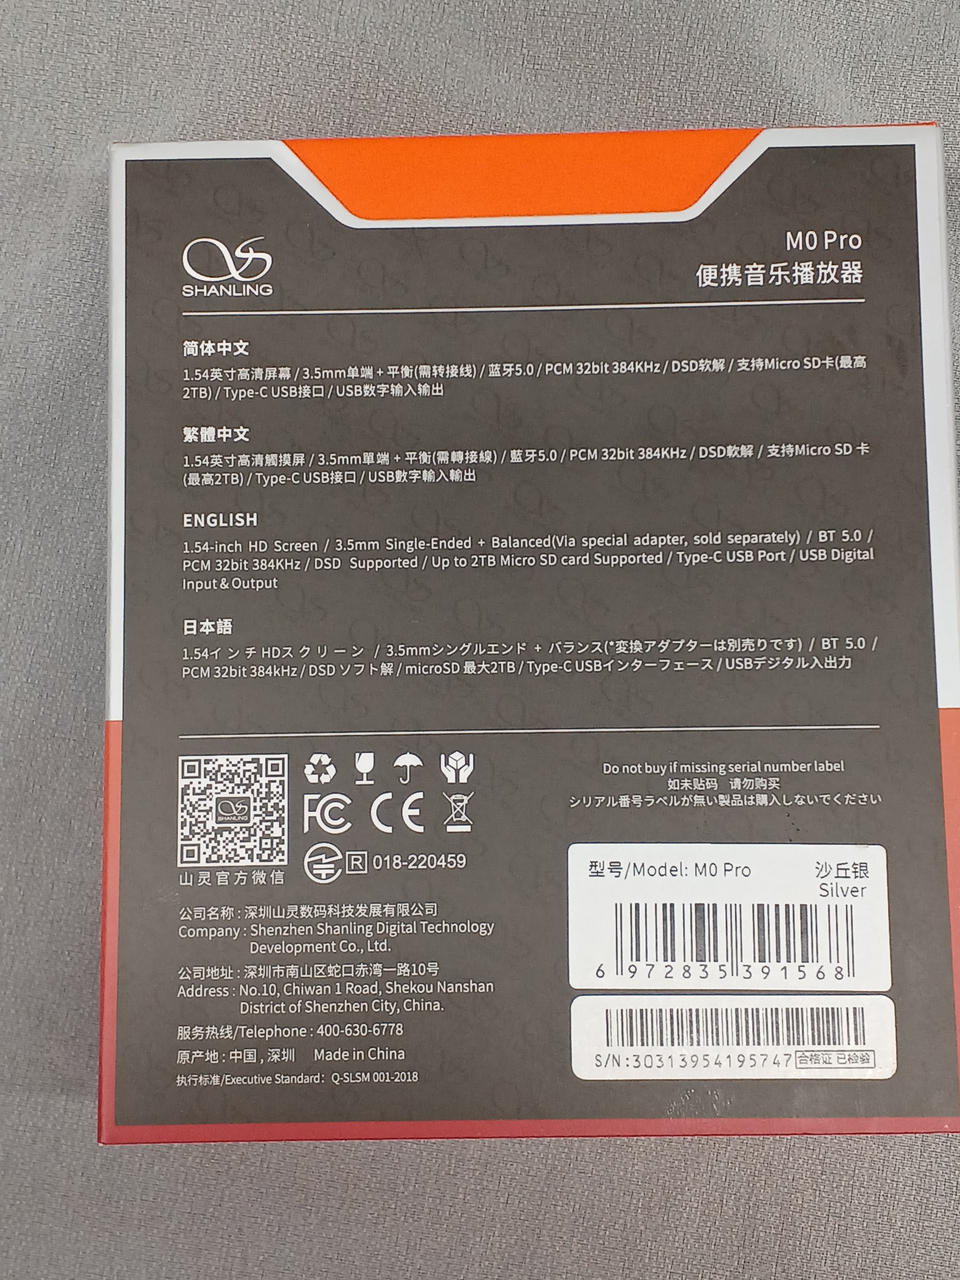 SHANLING
M0 Pro
便携音乐播放器
简体中文
1.54英寸高清屏幕 / 3.5mm单端 + 平衡(需转接线) / 蓝牙5.0 / PCM 32bit 384KHz / DSD软解 / 支持Micro SD卡(最高
2TB) / Type-C USB接口 / USB数字输入输出
繁體中文
1.54英寸高清觸摸屏 / 3.5mm單端 + 平衡(需轉接線) / 藍牙5.0 / PCM 32bit 384KHz / DSD軟解 / 支持Micro SD 卡
(最高2TB) / Type-C USB接口 / USB數字輸入輸出
ENGLISH
1.54-inch HD Screen / 3.5mm Single-Ended + Balanced(Via special adapter, sold separately) / BT 5.0 /
PCM 32bit 384KHz / DSD Supported / Up to 2TB Micro SD card Supported / Type-C USB Port / USB Digital
Input & Output
日本語
1.54インチHDスクリーン / 3.5mmシングルエンド + バランス(*変換アダプターは別売りです) / BT 5.0 /
PCM 32bit 384kHz / DSD ソフト解 / microSD 最大2TB / Type-C USBインターフェース / USBデジタル入出力
SHANLING
山灵官方微信
FC CE
R 018-220459
公司名称 : 深圳山灵数码科技发展有限公司
Company : Shenzhen Shanling Digital Technology
Development Co., Ltd.
公司地址 : 深圳市南山区蛇口赤湾一路10号
Address : No.10, Chiwan 1 Road, Shekou Nanshan
District of Shenzhen City, China.
服务热线/Telephone : 400-630-6778
原产地 : 中国 , 深圳 Made in China
执行标准/Executive Standard: Q-SLSM 001-2018
Do not buy if missing serial number label
如未贴码 请勿购买
シリアル番号ラベルが無い製品は購入しないでください
型号/Model: M0 Pro 沙丘银
Silver
6 972835 391568
S/N:30313954195747 合格证 已检验